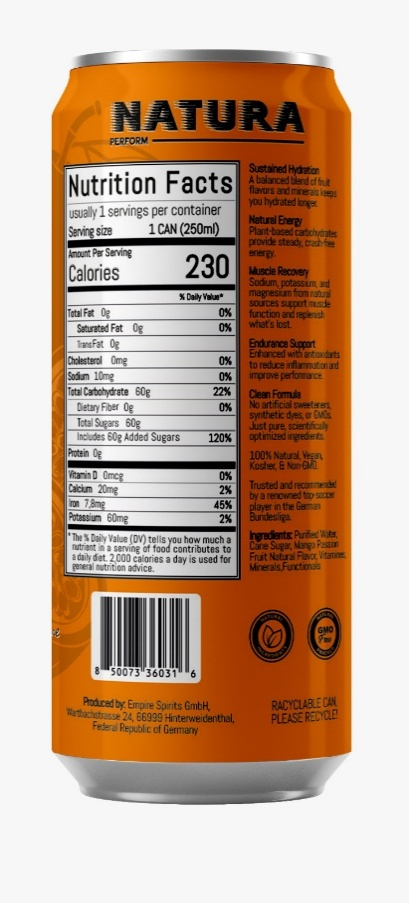 NATURA
PERFORM
Nutrition Facts
usually 1 servings per container
Serving size 1 CAN (250ml)
Amount Per Serving
Calories 230
% Daily Value*
Total Fat 0g 0%
Saturated Fat 0g 0%
TransFat 0g
Cholesterol 0mg 0%
Sodium 10mg 0%
Total Carbohydrate 60g 22%
Dietary Fiber 0g 0%
Total Sugars 60g
Includes 60g Added Sugars 120%
Protein 0g
Vitamin D 0mcg 0%
Calcium 20mg 2%
Iron 7,8mg 45%
Potassium 60mg 2%
* The % Daily Value (DV) tells you how much a
nutrient in a serving of food contributes to
a daily diet. 2,000 calories a day is used for
general nutrition advice.
8 50073 36031 6
Produced by: Empire Spirits GmbH,
Wartbachstrasse 24, 66999 Hinterweidenthal,
Federal Republic of Germany
Sustained Hydration
A balanced blend of fruit
flavors and minerals keeps
you hydrated longer.
Natural Energy
Plant-based carbohydrates
provide steady, crash-free
energy.
Muscle Recovery
Sodium, potassium, and
magnesium from natural
sources support muscle
function and replenish
what's lost.
Endurance Support
Enhanced with antioxidants
to reduce inflammation and
improve performance.
Clean Formula
No artificial sweeteners,
synthetic dyes, or GMOs.
Just pure, scientifically
optimized ingredients.
100% Natural, Vegan,
Kosher, & Non-GMO.
Trusted and recommended
by a renowned top-soccer
player in the German
Bundesliga.
Ingredients: Purified Water,
Cane Sugar, Mango Passion
Fruit Natural Flavor, Vitamines,
Minerals,Functionals
NATURAL
GMO
Free
RACYCLABLE CAN,
PLEASE RECYCLE!